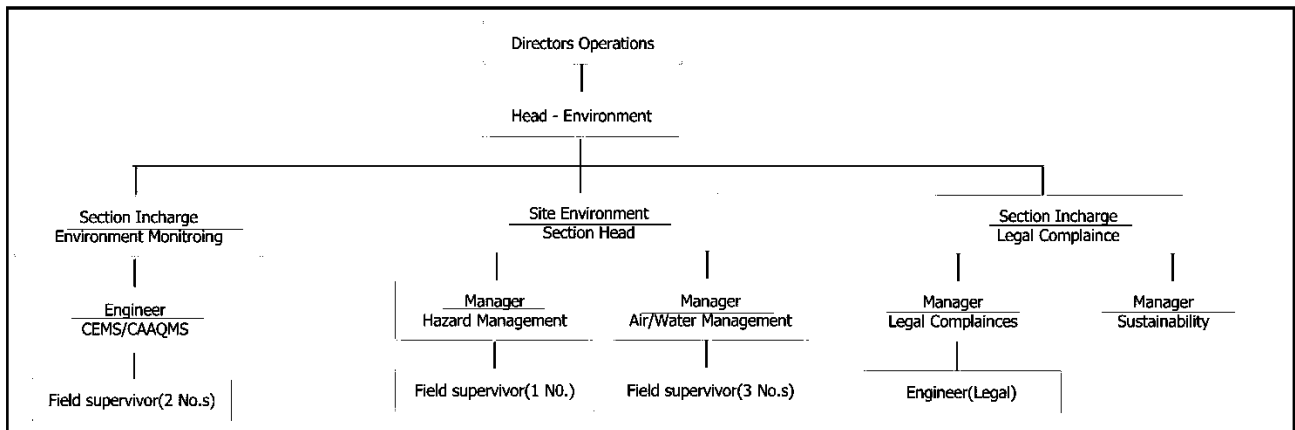 Directors Operations
Head - Environment
Section Incharge
Environment Monitroing
Site Environment
Section Head
Section Incharge
Legal Complaince
Engineer
CEMS/CAAQMS
Manager
Hazard Management
Manager
Air/Water Management
Manager
Legal Complainces
Manager
Sustainability
Field supervivor(2 No.s)
Field supervivor(1 N0.)
Field supervivor(3 No.s)
Engineer(Legal)